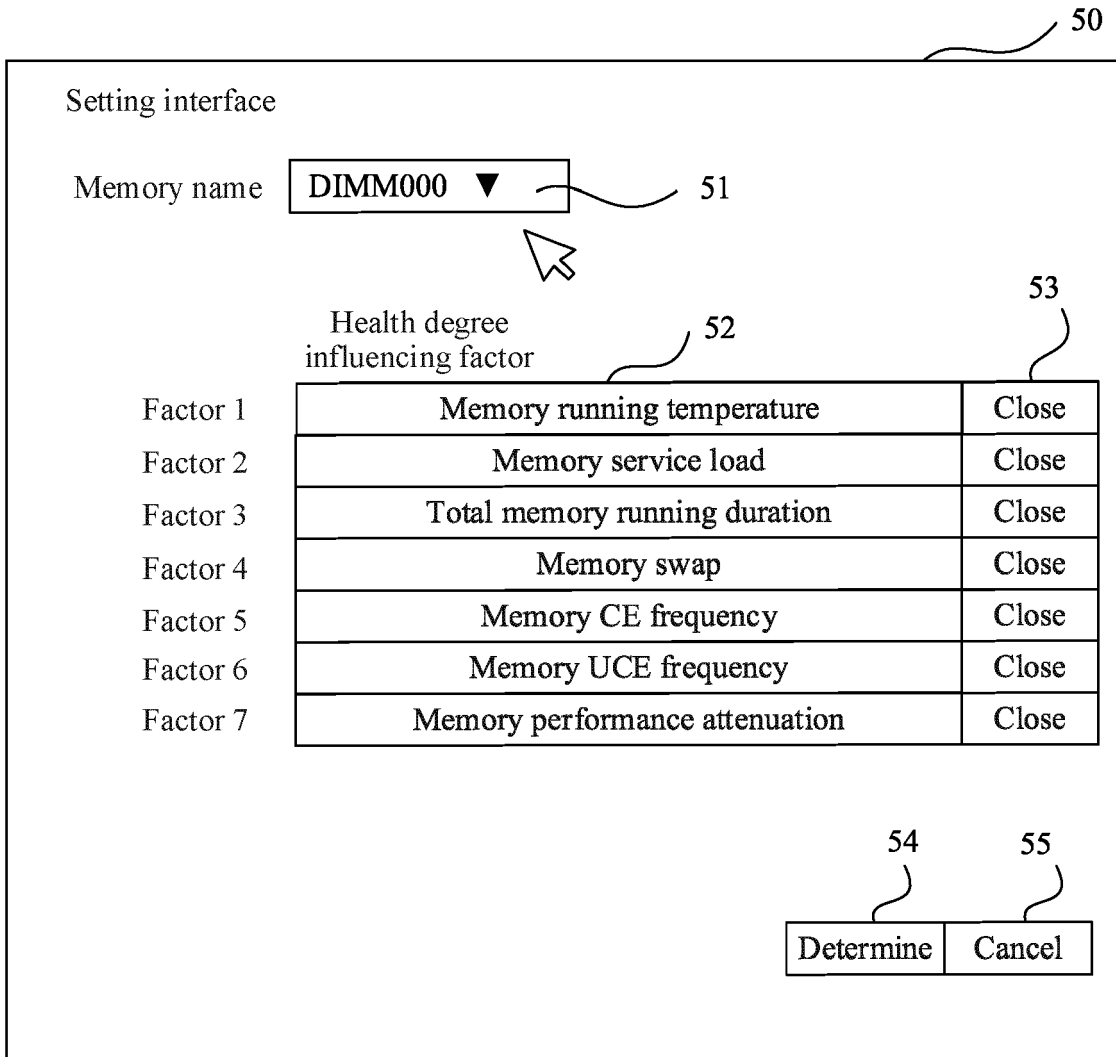 50
Setting interface
Memory name DIMM000 ▼ 51
53
Health degree
influencing factor 52
Factor 1 Memory running temperature Close
Factor 2 Memory service load Close
Factor 3 Total memory running duration Close
Factor 4 Memory swap Close
Factor 5 Memory CE frequency Close
Factor 6 Memory UCE frequency Close
Factor 7 Memory performance attenuation Close
54 55
Determine Cancel